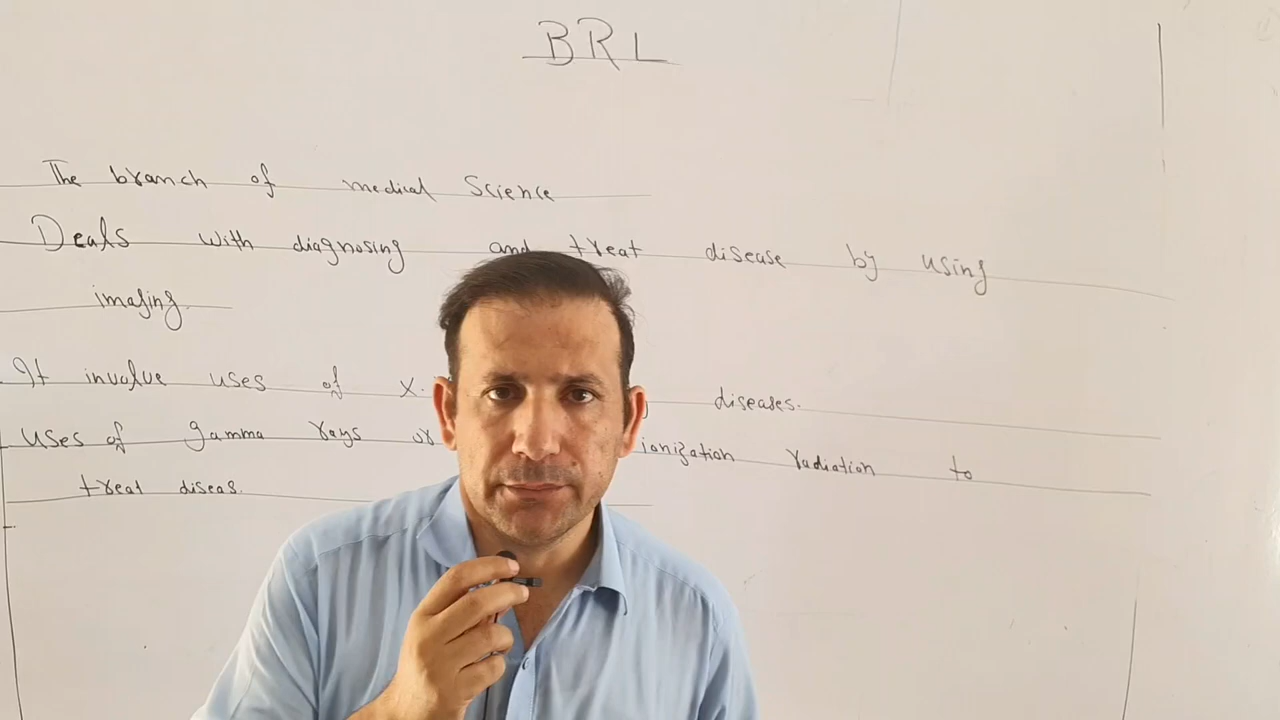 BRL
The branch of medical Science
Deals with diagnosing and treat disease by using
imaging.
It involve uses of x. diseases.
uses of gamma rays or ionization radiation to
treat diseas.